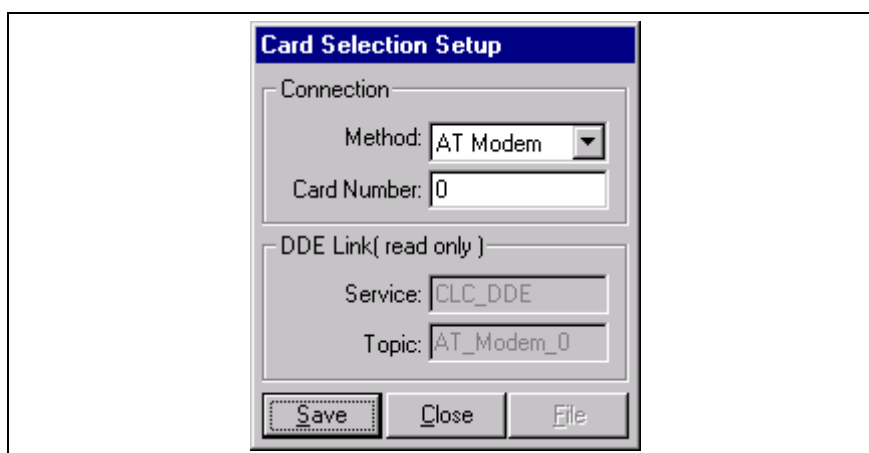 Card Selection Setup
Connection
Method: AT Modem
Card Number: 0
DDE Link( read only )
Service: CLC_DDE
Topic: AT_Modem_0
Save Close File